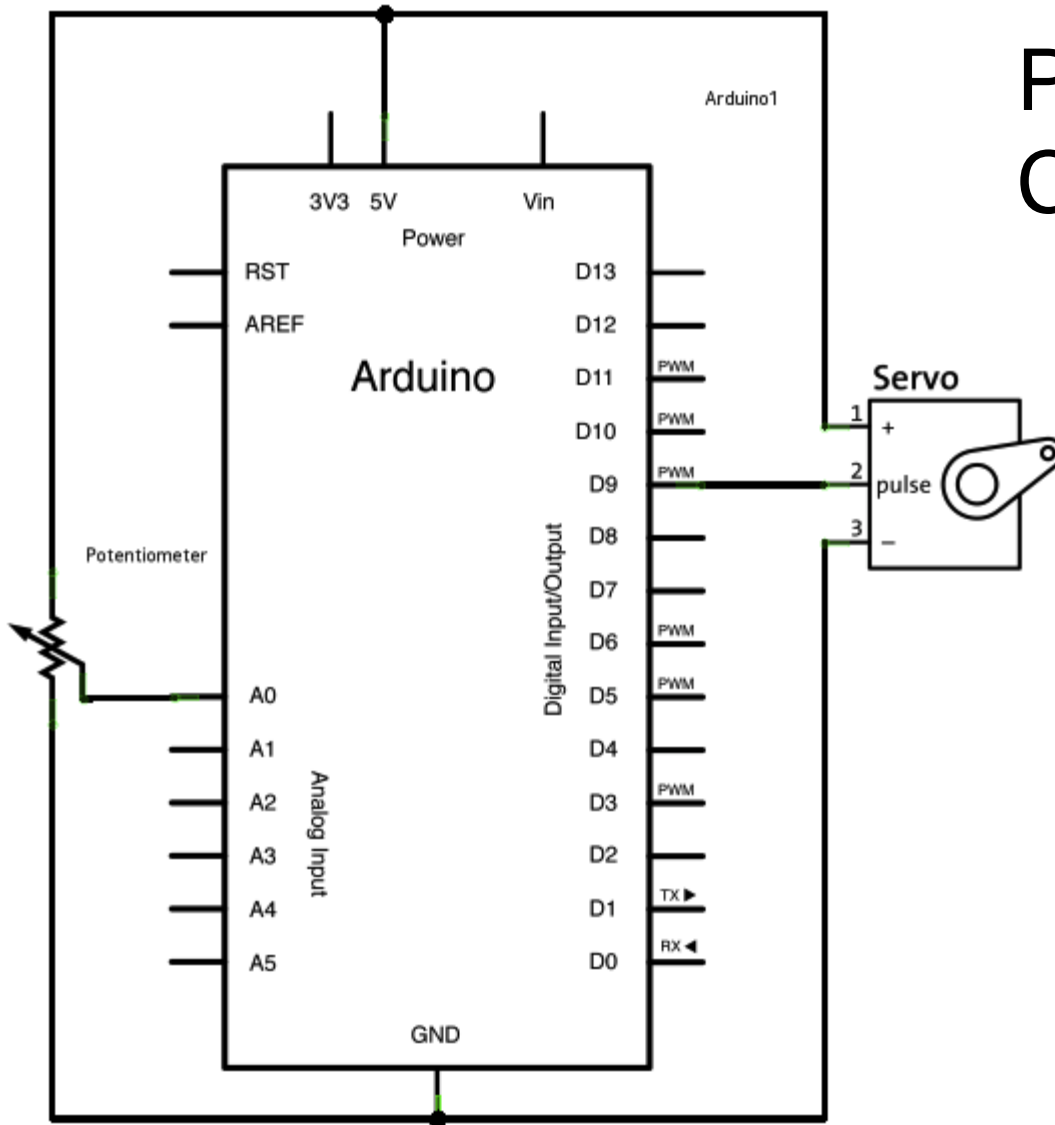 P
C
Arduino1
3V3 5V Vin
Power
RST
AREF
Arduino
D13
D12
D11 PWM
D10 PWM
D9 PWM
D8
D7
D6 PWM
D5 PWM
D4
D3 PWM
D2
D1 TX
D0 RX
Digital Input/Output
Servo
1 +
2 pulse
3 –
Potentiometer
A0
A1
A2
A3
A4
A5
Analog Input
GND